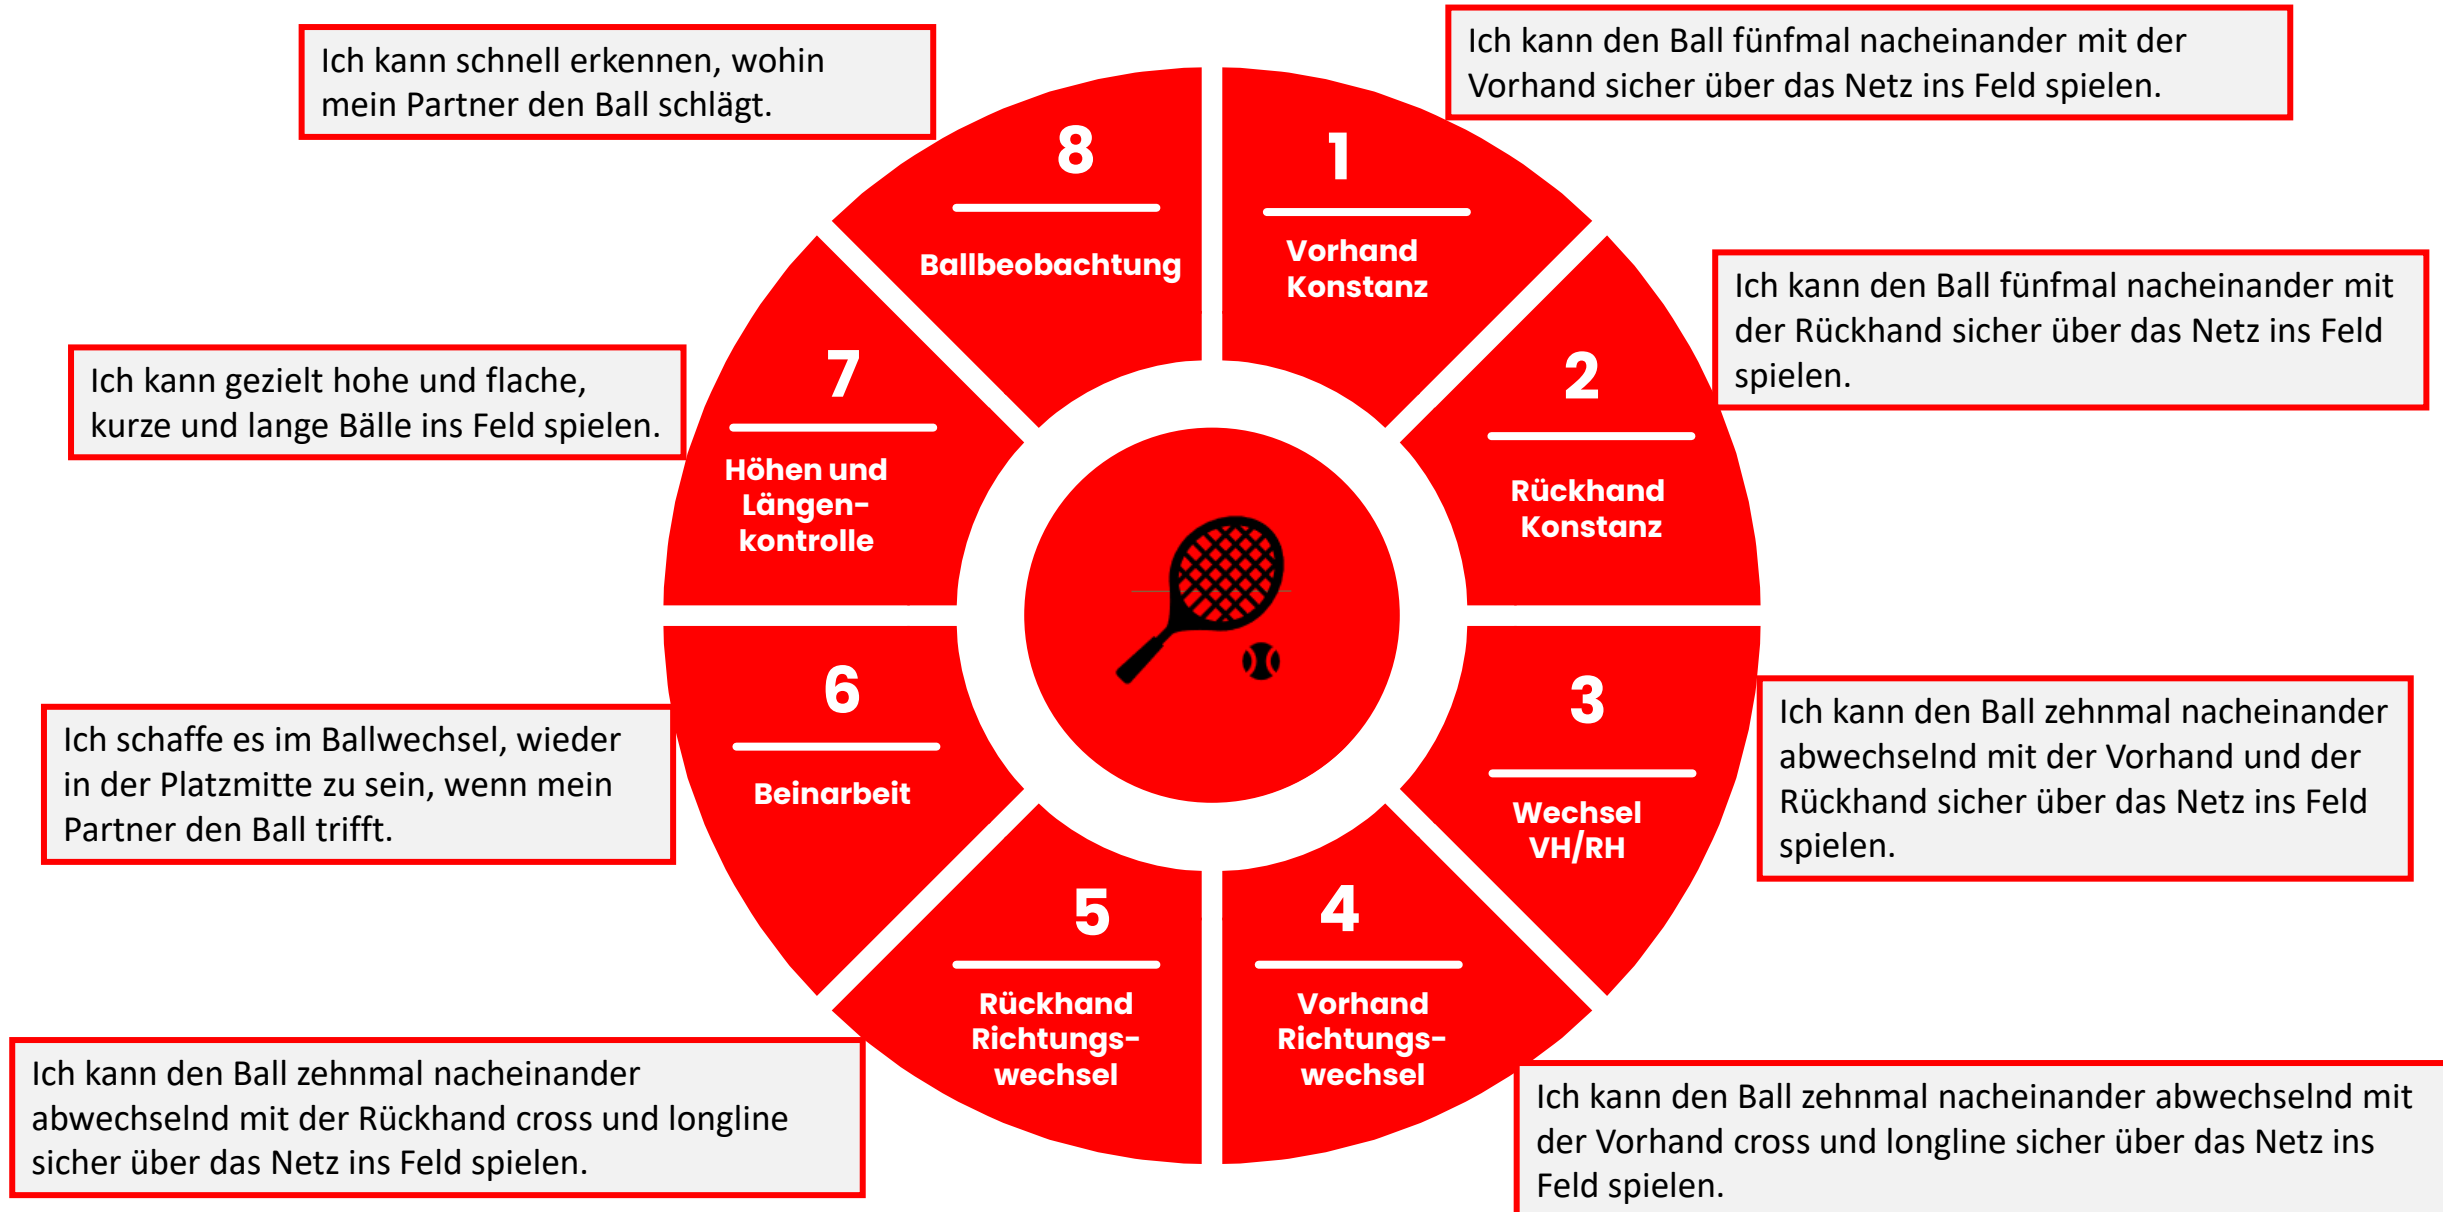 Ich kann den Ball fünfmal nacheinander mit der
Vorhand sicher über das Netz ins Feld spielen.
1
Vorhand
Konstanz
Ich kann den Ball fünfmal nacheinander mit
der Rückhand sicher über das Netz ins Feld
spielen.
2
Rückhand
Konstanz
Ich kann den Ball zehnmal nacheinander
abwechselnd mit der Vorhand und der
Rückhand sicher über das Netz ins Feld
spielen.
3
Wechsel
VH/RH
Ich kann den Ball zehnmal nacheinander abwechselnd mit
der Vorhand cross und longline sicher über das Netz ins
Feld spielen.
4
Vorhand
Richtungs-
wechsel
Ich kann den Ball zehnmal nacheinander
abwechselnd mit der Rückhand cross und longline
sicher über das Netz ins Feld spielen.
5
Rückhand
Richtungs-
wechsel
Ich schaffe es im Ballwechsel, wieder
in der Platzmitte zu sein, wenn mein
Partner den Ball trifft.
6
Beinarbeit
Ich kann gezielt hohe und flache,
kurze und lange Bälle ins Feld spielen.
7
Höhen und
Längen-
kontrolle
Ich kann schnell erkennen, wohin
mein Partner den Ball schlägt.
8
Ballbeobachtung